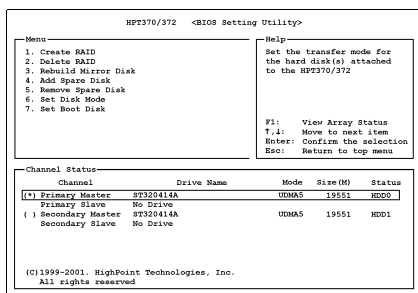 HPT370/372 <BIOS Setting Utility>
Menu
1. Create RAID
2. Delete RAID
3. Rebuild Mirror Disk
4. Add Spare Disk
5. Remove Spare Disk
6. Set Disk Mode
7. Set Boot Disk
Help
Set the transfer mode for
the hard disk(s) attached
to the HPT370/372
F1: View Array Status
↑,↓: Move to next item
Enter: Confirm the selection
Esc: Return to top menu
Channel Status
Channel Drive Name Mode Size(M) Status
(*) Primary Master ST320414A UDMA5 19551 HDD0
Primary Slave No Drive
( ) Secondary Master ST320414A UDMA5 19551 HDD1
Secondary Slave No Drive
(C)1999-2001. HighPoint Technologies, Inc.
All rights reserved